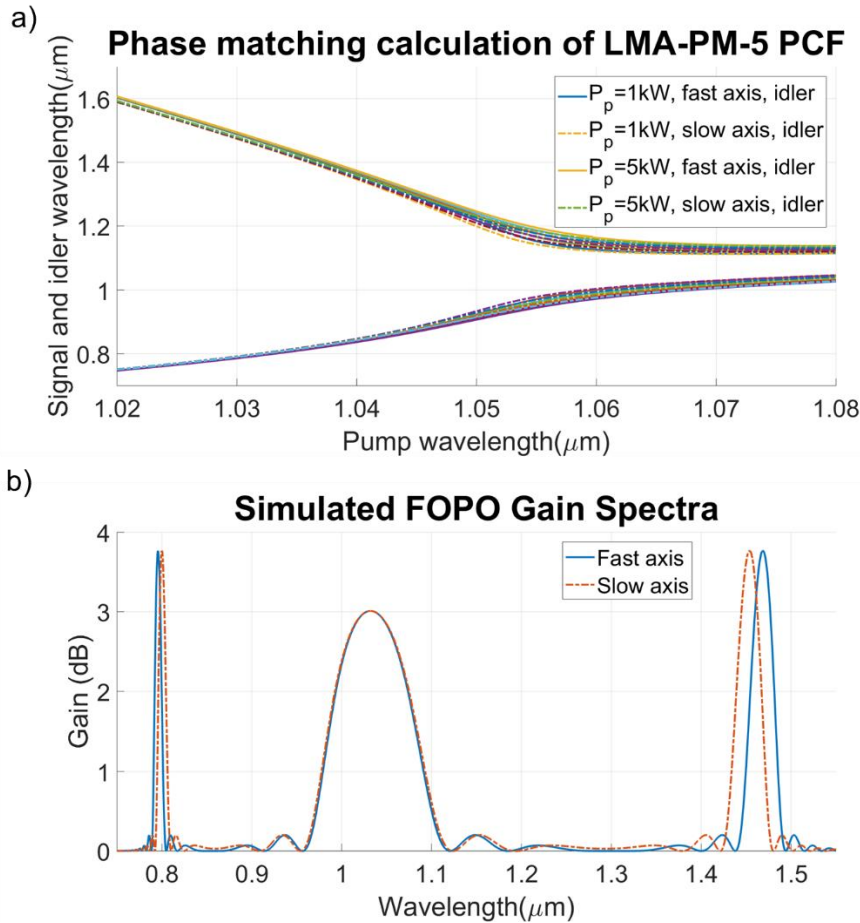 a)
Phase matching calculation of LMA-PM-5 PCF
Signal and idler wavelength(μm)
1.6
1.4
1.2
1
0.8
P_p=1kW, fast axis, idler
P_p=1kW, slow axis, idler
P_p=5kW, fast axis, idler
P_p=5kW, slow axis, idler
1.02 1.03 1.04 1.05 1.06 1.07 1.08
Pump wavelength(μm)
b)
Simulated FOPO Gain Spectra
Gain (dB)
4
3
2
1
0
Fast axis
Slow axis
0.8 0.9 1 1.1 1.2 1.3 1.4 1.5
Wavelength(μm)